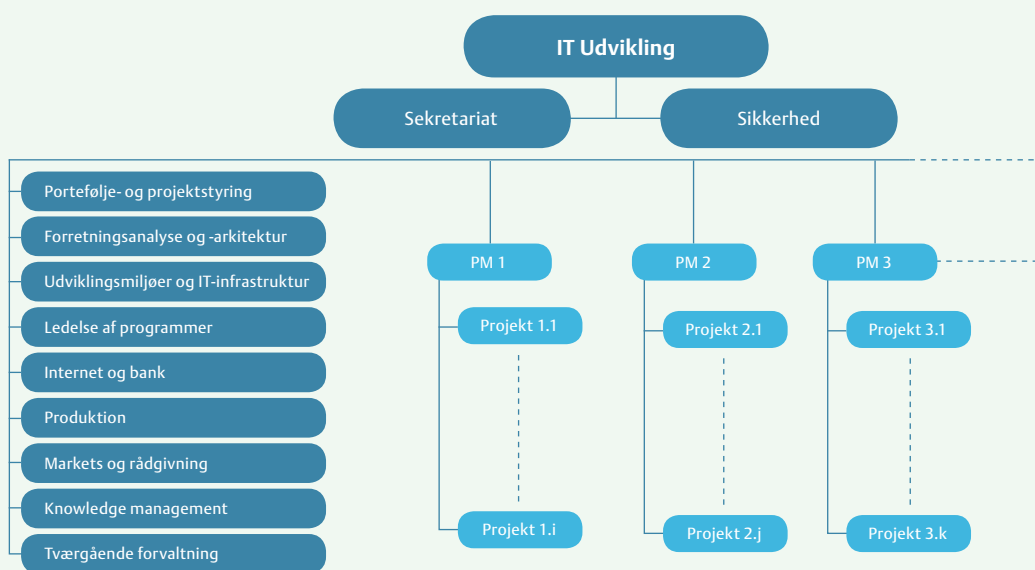 IT Udvikling
Sekretariat
Sikkerhed
Portefølje- og projektstyring
Forretningsanalyse og -arkitektur
Udviklingsmiljøer og IT-infrastruktur
Ledelse af programmer
Internet og bank
Produktion
Markets og rådgivning
Knowledge management
Tværgående forvaltning
PM 1
Projekt 1.1
Projekt 1.i
PM 2
Projekt 2.1
Projekt 2.j
PM 3
Projekt 3.1
Projekt 3.k